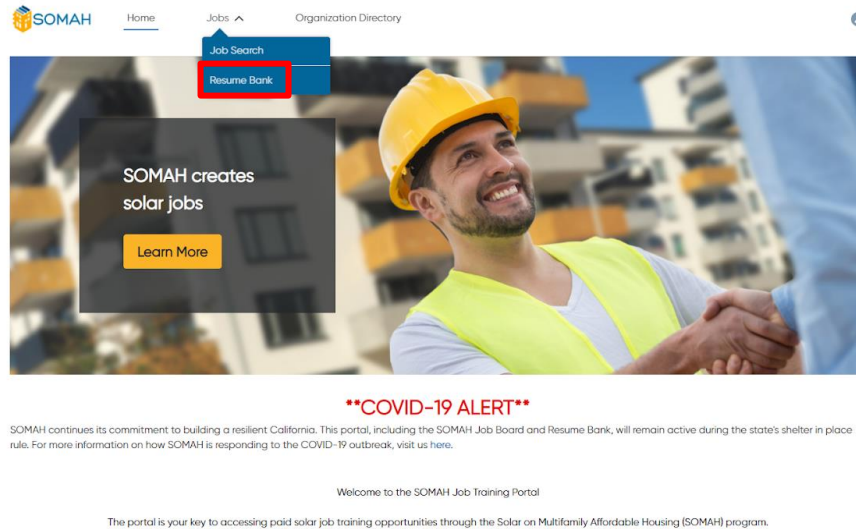 SOMAH Home Jobs Organization Directory
Job Search
Resume Bank
SOMAH creates
solar jobs
Learn More
**COVID-19 ALERT**
SOMAH continues its commitment to building a resilient California. This portal, including the SOMAH Job Board and Resume Bank, will remain active during the state's shelter in place
rule. For more information on how SOMAH is responding to the COVID-19 outbreak, visit us here.
Welcome to the SOMAH Job Training Portal
The portal is your key to accessing paid solar job training opportunities through the Solar on Multifamily Affordable Housing (SOMAH) program.